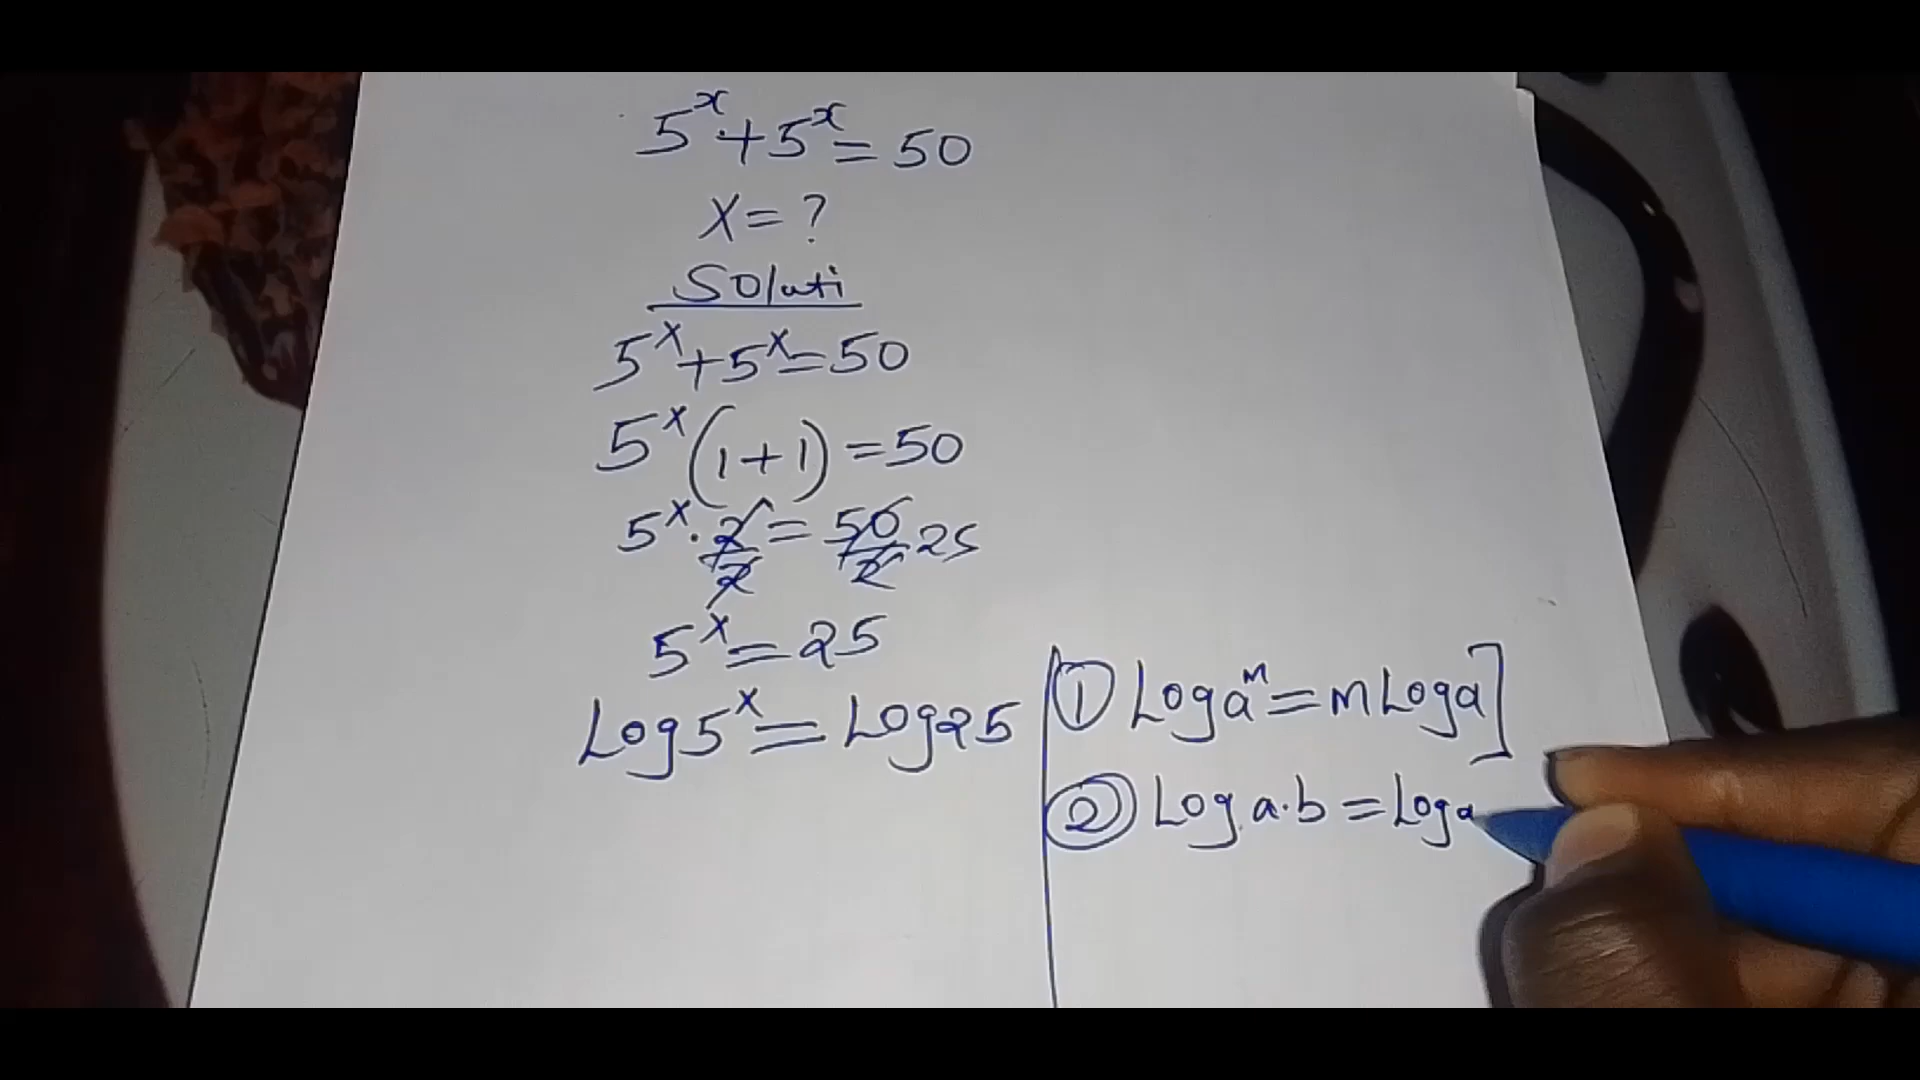 5^x + 5^x = 50
X = ?
Soluti
5^x + 5^x = 50
5^x (1 + 1) = 50
5^x · 2/2 = 50/2 25
5^x = 25
Log 5^x = Log 25
① Log a^m = m Log a]
② Log a·b = Log a